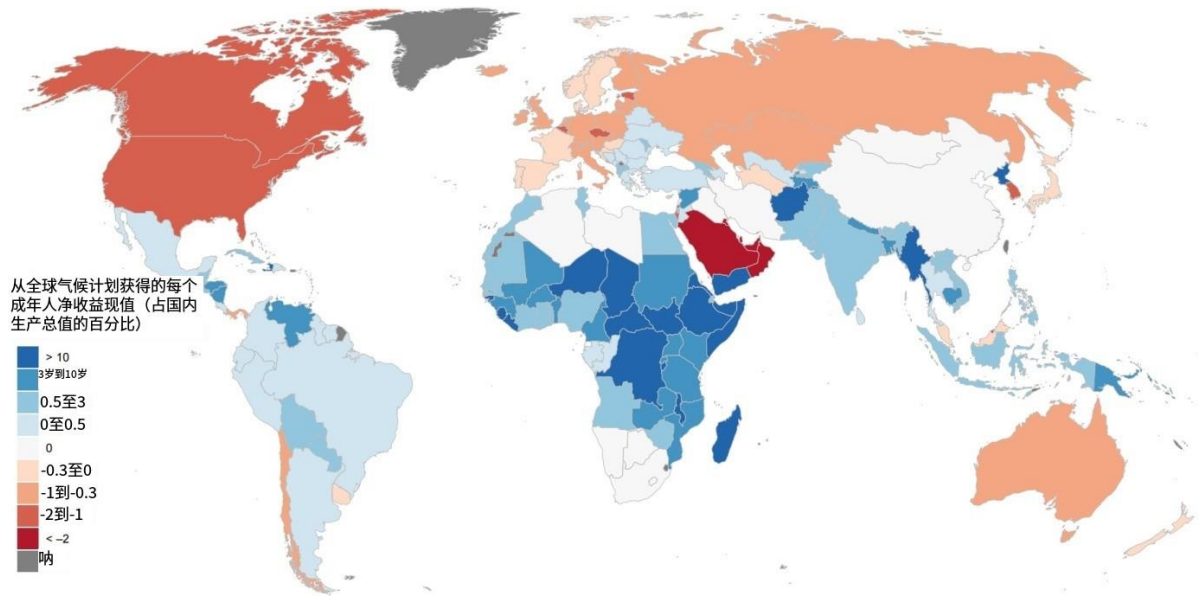 从全球气候计划获得的每个
成年人净收益现值（占国内
生产总值的百分比）
> 10
3岁到10岁
0.5至3
0至0.5
0
-0.3至0
-1到-0.3
-2到-1
< –2
呐